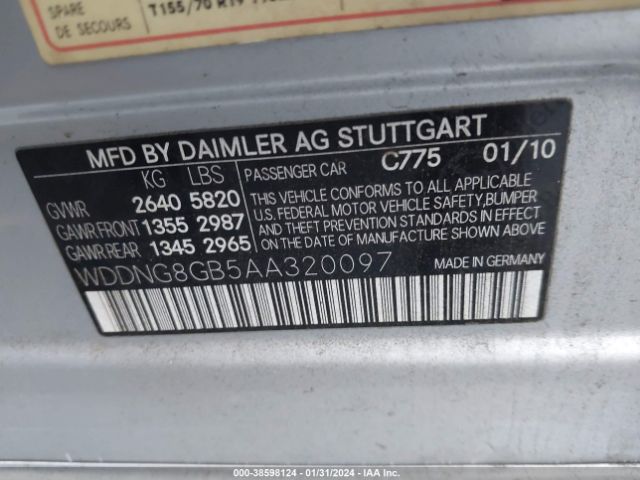 SPARE
DE SECOURS
T155/70 R19
MFD BY DAIMLER AG STUTTGART
KG LBS PASSENGER CAR C775 01/10
GVWR 2640 5820
GAWR FRONT 1355 2987
GAWR REAR 1345 2965
THIS VEHICLE CONFORMS TO ALL APPLICABLE
U.S. FEDERAL MOTOR VEHICLE SAFETY,BUMPER
AND THEFT PREVENTION STANDARDS IN EFFECT
ON THE DATE OF MANUFACTURE SHOWN ABOVE
WDDNG8GB5AA320097 MADE IN GERMANY
000-38598124 - 01/31/2024 - IAA Inc.